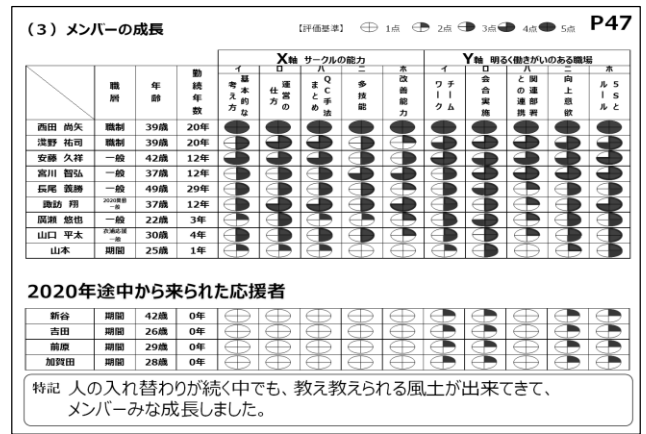 (3)メンバーの成長
【評価基準】 1点 2点 3点 4点 5点
P47
X軸 サークルの能力
Y軸 明るく働きがいのある職場
イ ロ ハ ニ ホ イ ロ ハ ニ ホ
職層 年齢 勤続年数 基本的な考え方 運営の仕方 QC手法まとめ 多技能 改善能力 チームワーク 会合実施 関連部署との連携 向上意欲 5Sとルール
西田 尚矢 職制 39歳 20年
濱野 祐司 職制 39歳 20年
安藤 久祥 一般 42歳 12年
宮川 智弘 一般 37歳 12年
長尾 義勝 一般 49歳 29年
諏訪 翔 一般 37歳 12年
廣瀬 悠也 一般 22歳 3年
山口 平太 一般 30歳 4年
山本 期間 25歳 1年
2020年途中から来られた応援者
新谷 期間 42歳 0年
吉田 期間 26歳 0年
前原 期間 29歳 0年
加賀田 期間 28歳 0年
特記 人の入れ替わりが続く中でも、教え教えられる風土が出来てきて、
メンバーみな成長しました。